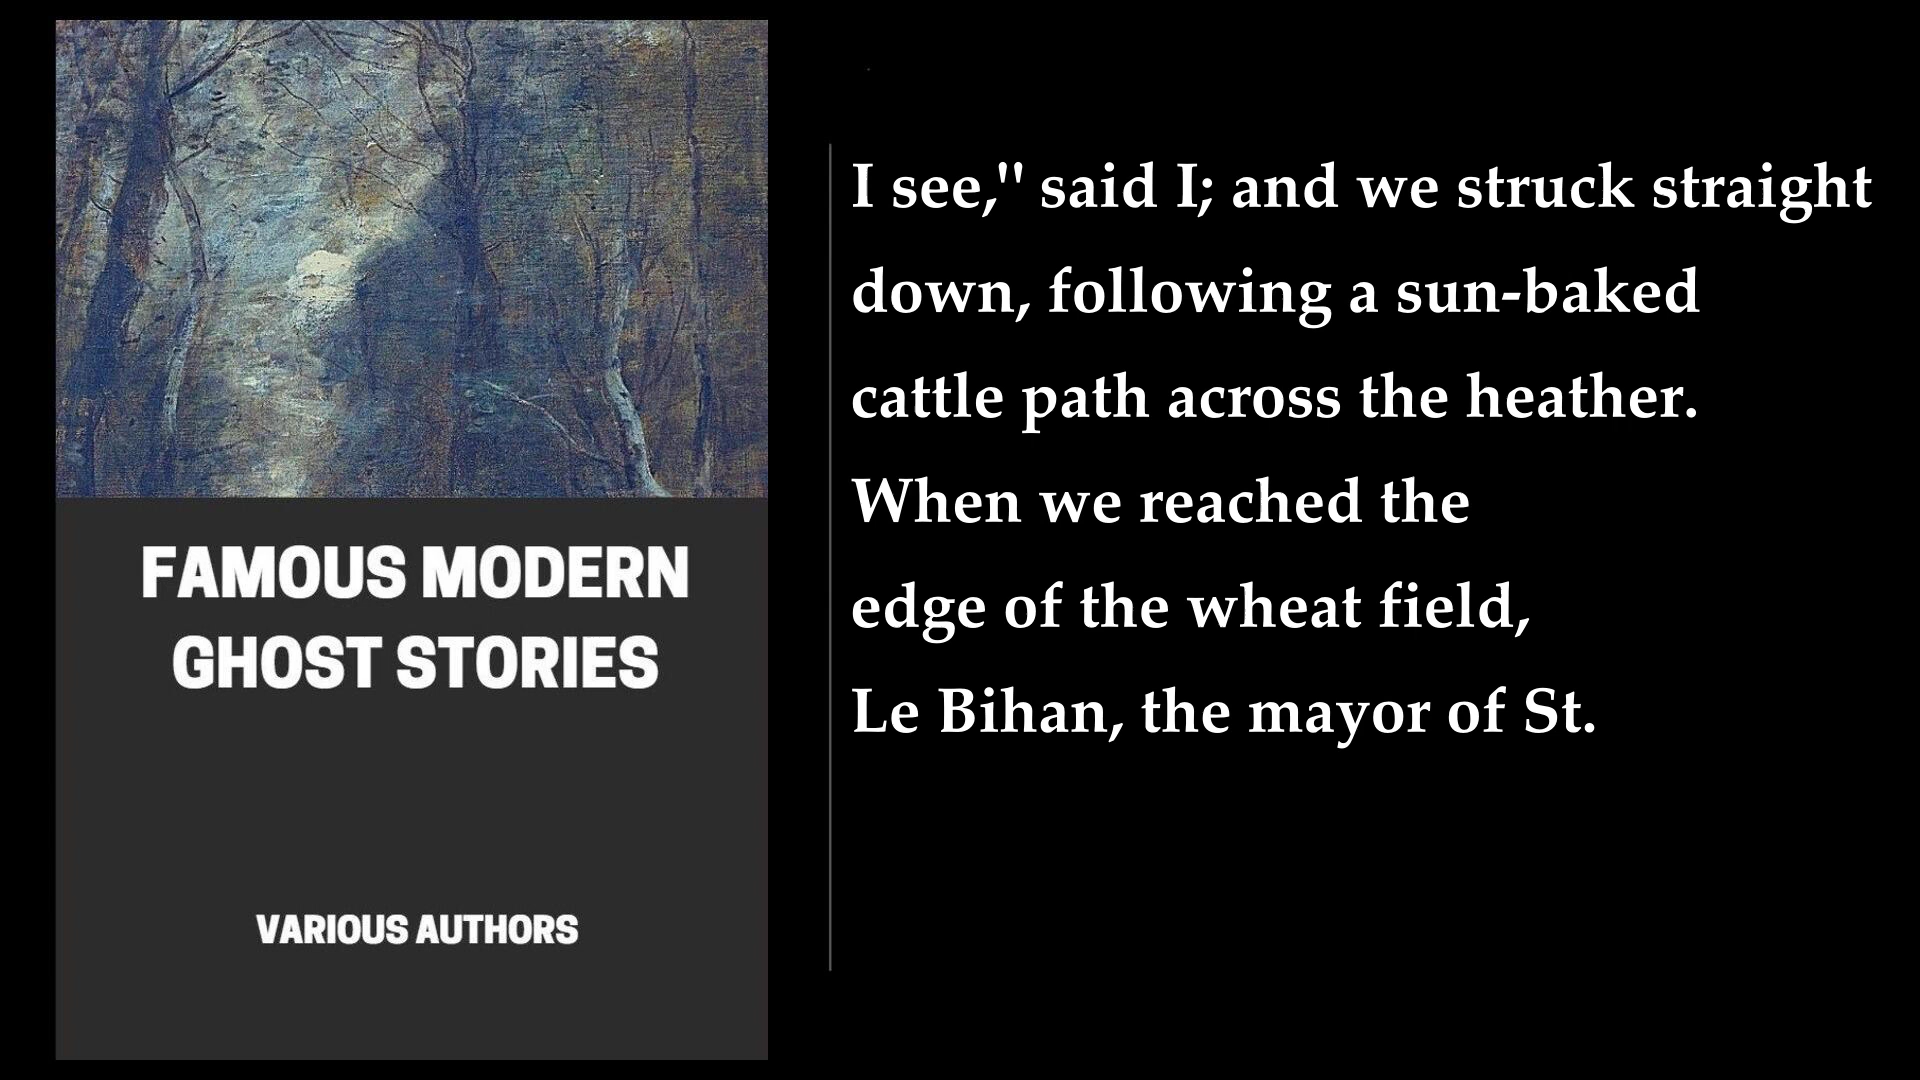 FAMOUS MODERN
GHOST STORIES
VARIOUS AUTHORS
I see," said I; and we struck straight
down, following a sun-baked
cattle path across the heather.
When we reached the
edge of the wheat field,
Le Bihan, the mayor of St.